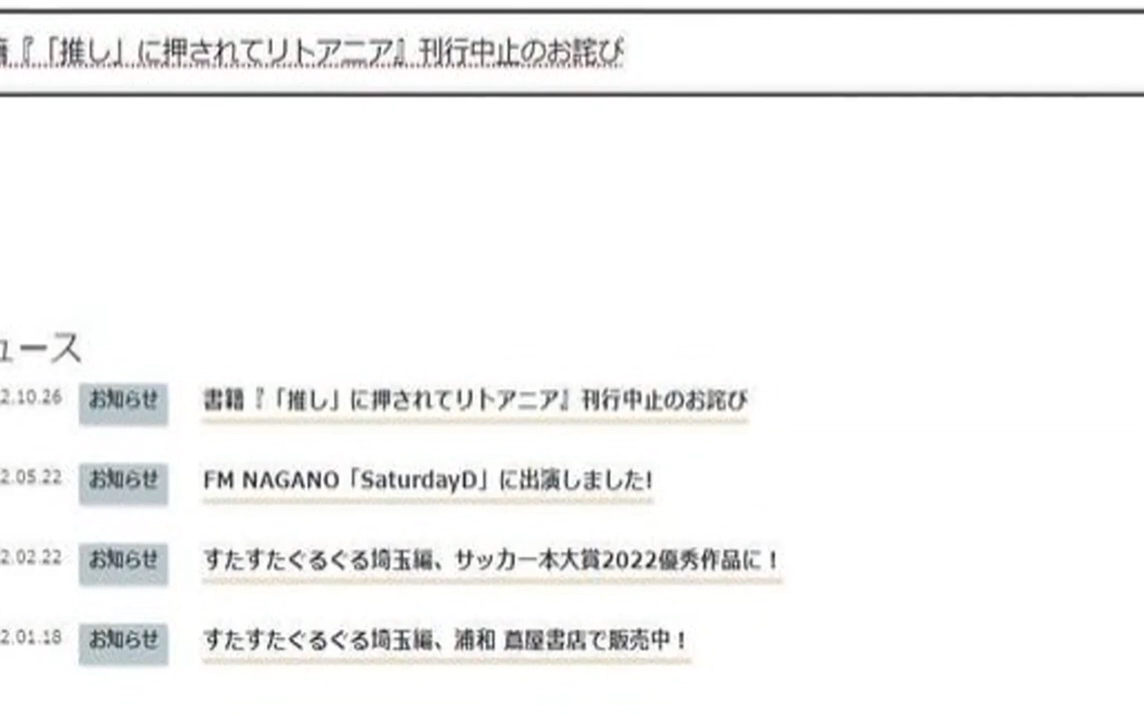 籍『「推し」に押されてリトアニア』刊行中止のお詫び
ュース
2.10.26 お知らせ 書籍『「推し」に押されてリトアニア』刊行中止のお詫び
2.05.22 お知らせ FM NAGANO「SaturdayD」に出演しました!
2.02.22 お知らせ すたすたぐるぐる埼玉編、サッカー本大賞2022優秀作品に！
2.01.18 お知らせ すたすたぐるぐる埼玉編、浦和 蔦屋書店で販売中！